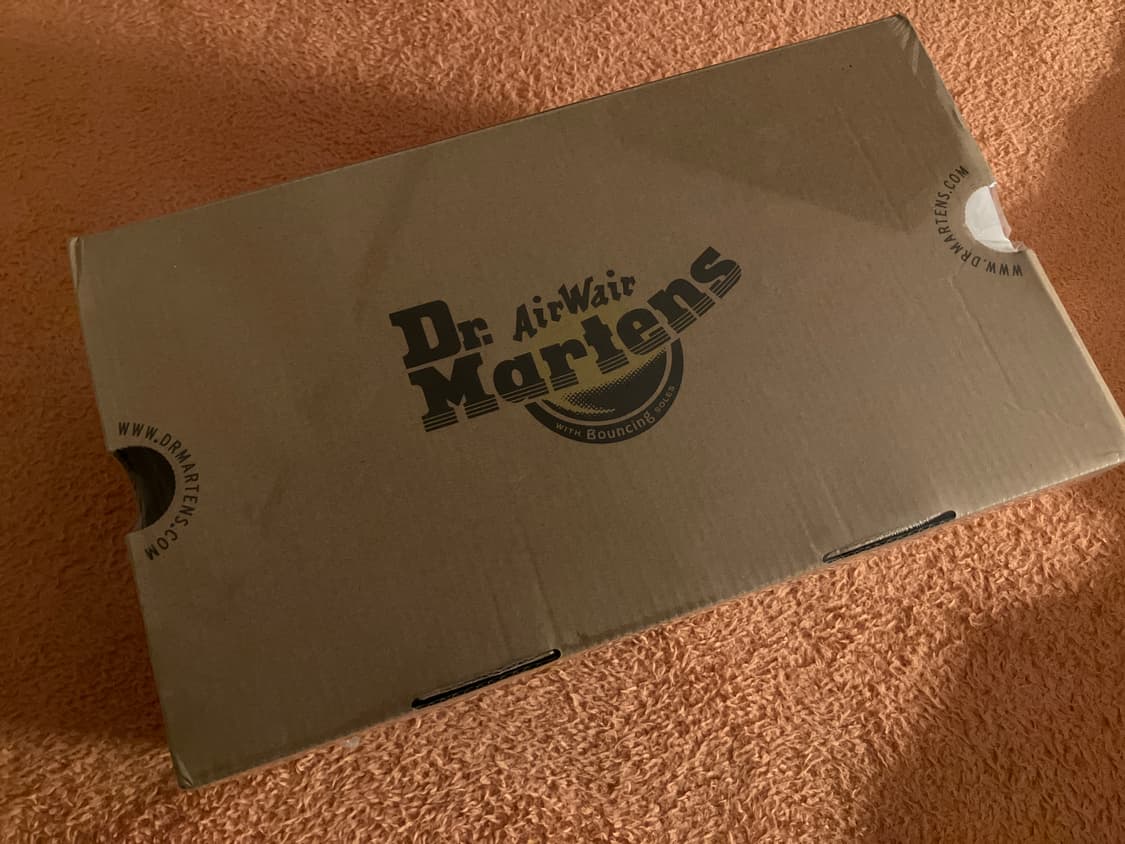 Dr. AirWair
Martens
WITH Bouncing SOLES
WWW.DRMARTENS.COM
WWW.DRMARTENS.COM